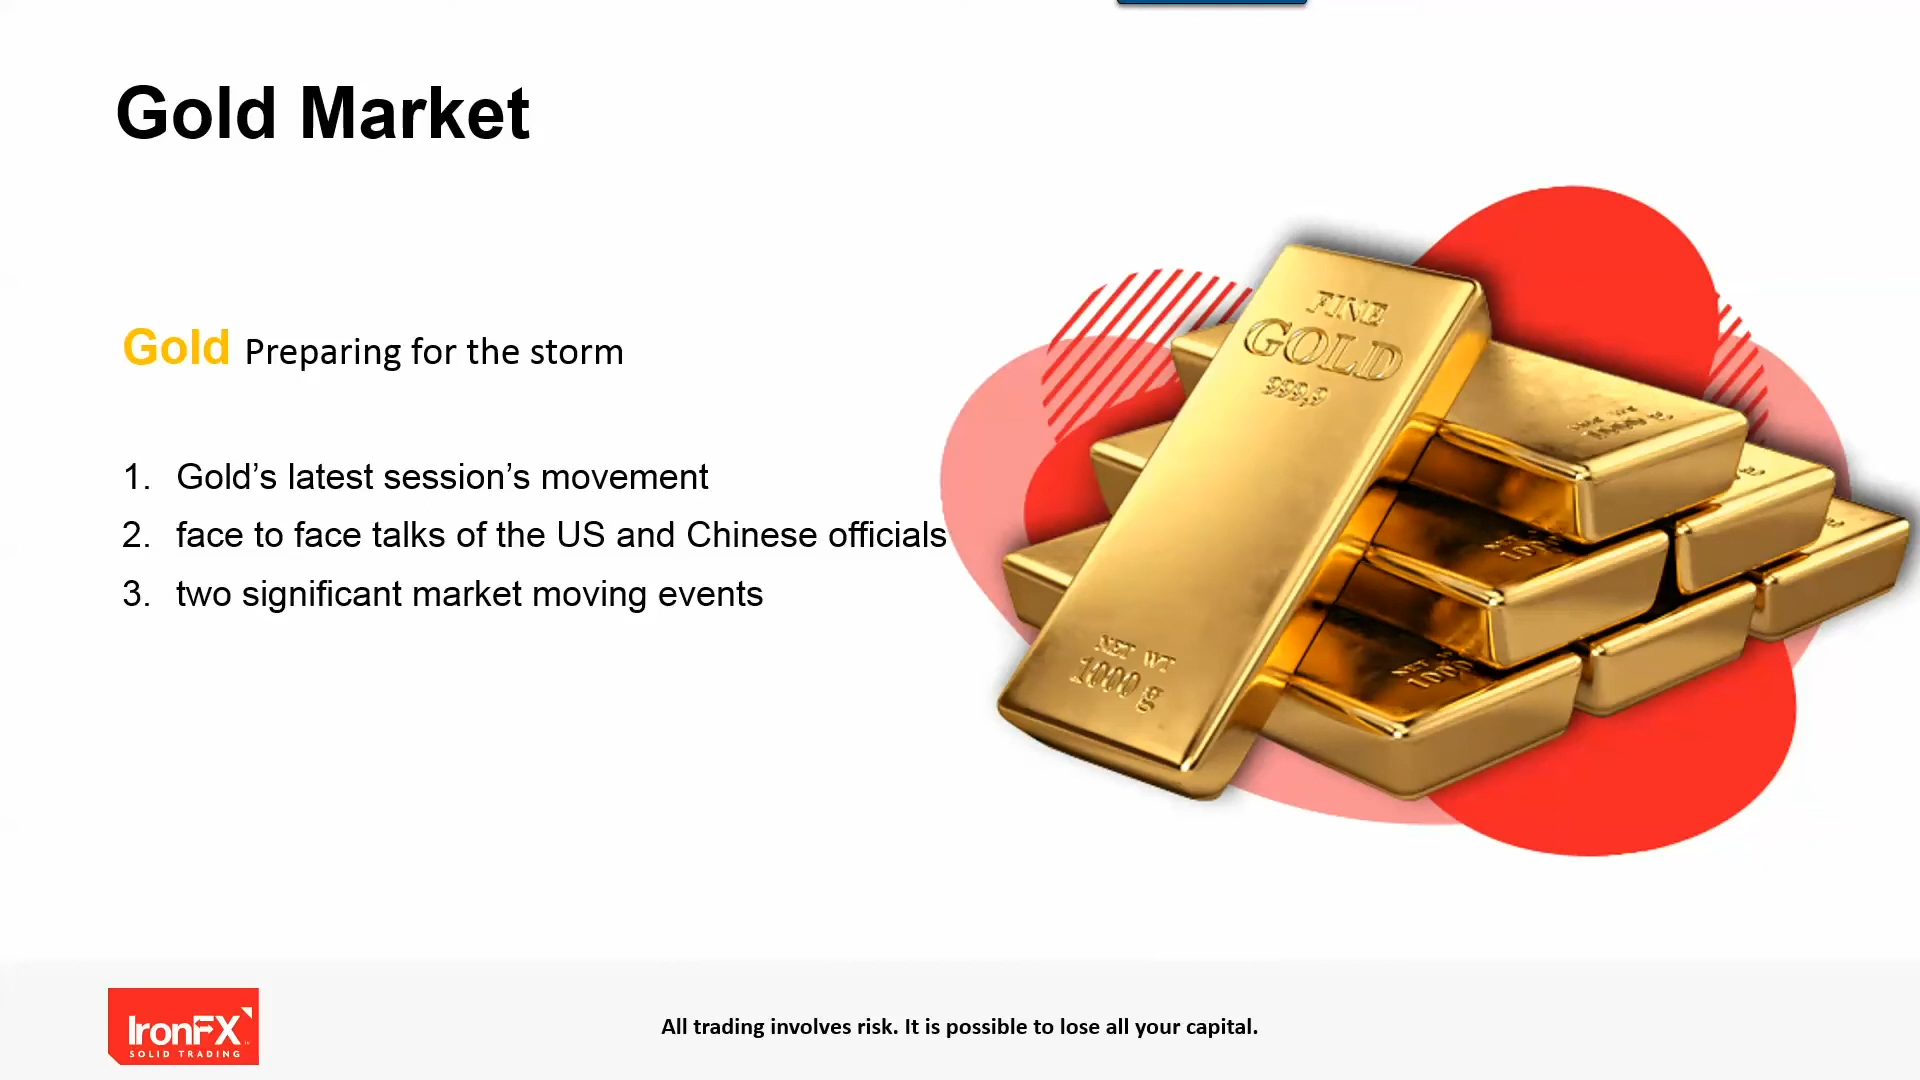 Gold Market
Gold Preparing for the storm
1. Gold’s latest session’s movement
2. face to face talks of the US and Chinese officials
3. two significant market moving events
FINE
GOLD
999,9
NET WT
1000 g
1000 g
IronFX
SOLID TRADING
All trading involves risk. It is possible to lose all your capital.